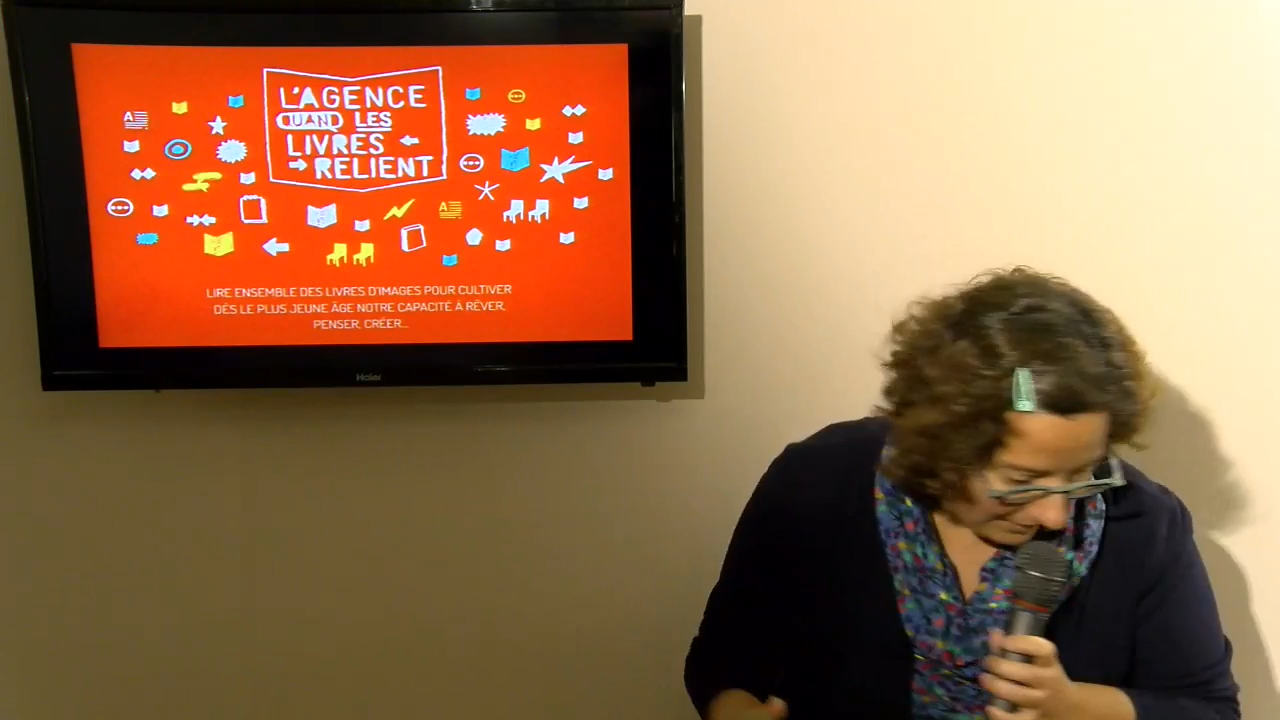 L'AGENCE
QUAND LES
LIVRES
RELIENT
LIRE ENSEMBLE DES LIVRES D'IMAGES POUR CULTIVER
DÈS LE PLUS JEUNE ÂGE NOTRE CAPACITÉ À RÊVER,
PENSER, CRÉER...
Haier